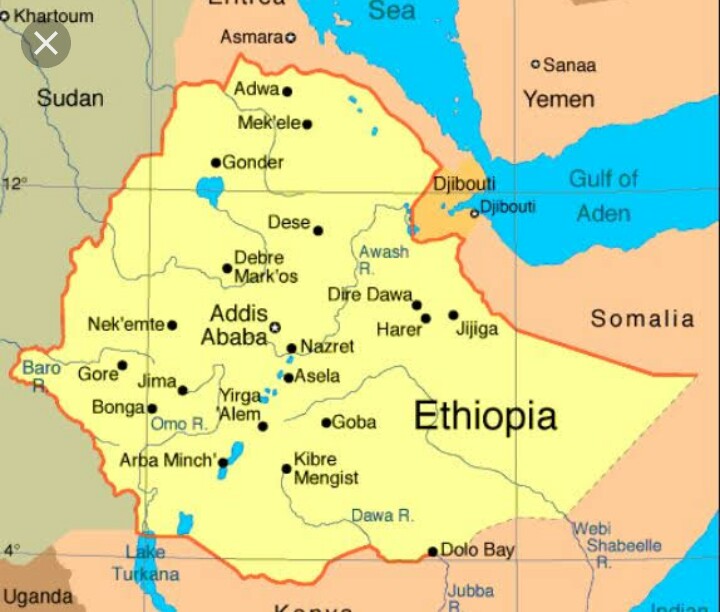 Eritrea
Khartoum
Sea
Asmara
Sanaa
Sudan
Adwa
Yemen
Mek'ele
Gonder
12°
Djibouti
Gulf of
Aden
Djibouti
Dese
Awash
R.
Debre
Mark'os
Dire Dawa
Addis
Ababa
Nek'emte
Harer
Jijiga
Somalia
Nazret
Baro
R.
Gore
Jima
Asela
Yirga
'Alem
Bonga
Omo R.
Goba
Ethiopia
Arba Minch'
Kibre
Mengist
Dawa R.
Webi
Shabeelle
R.
4°
Lake
Turkana
Dolo Bay
Uganda
Jubba
R.
Kenya
Indian